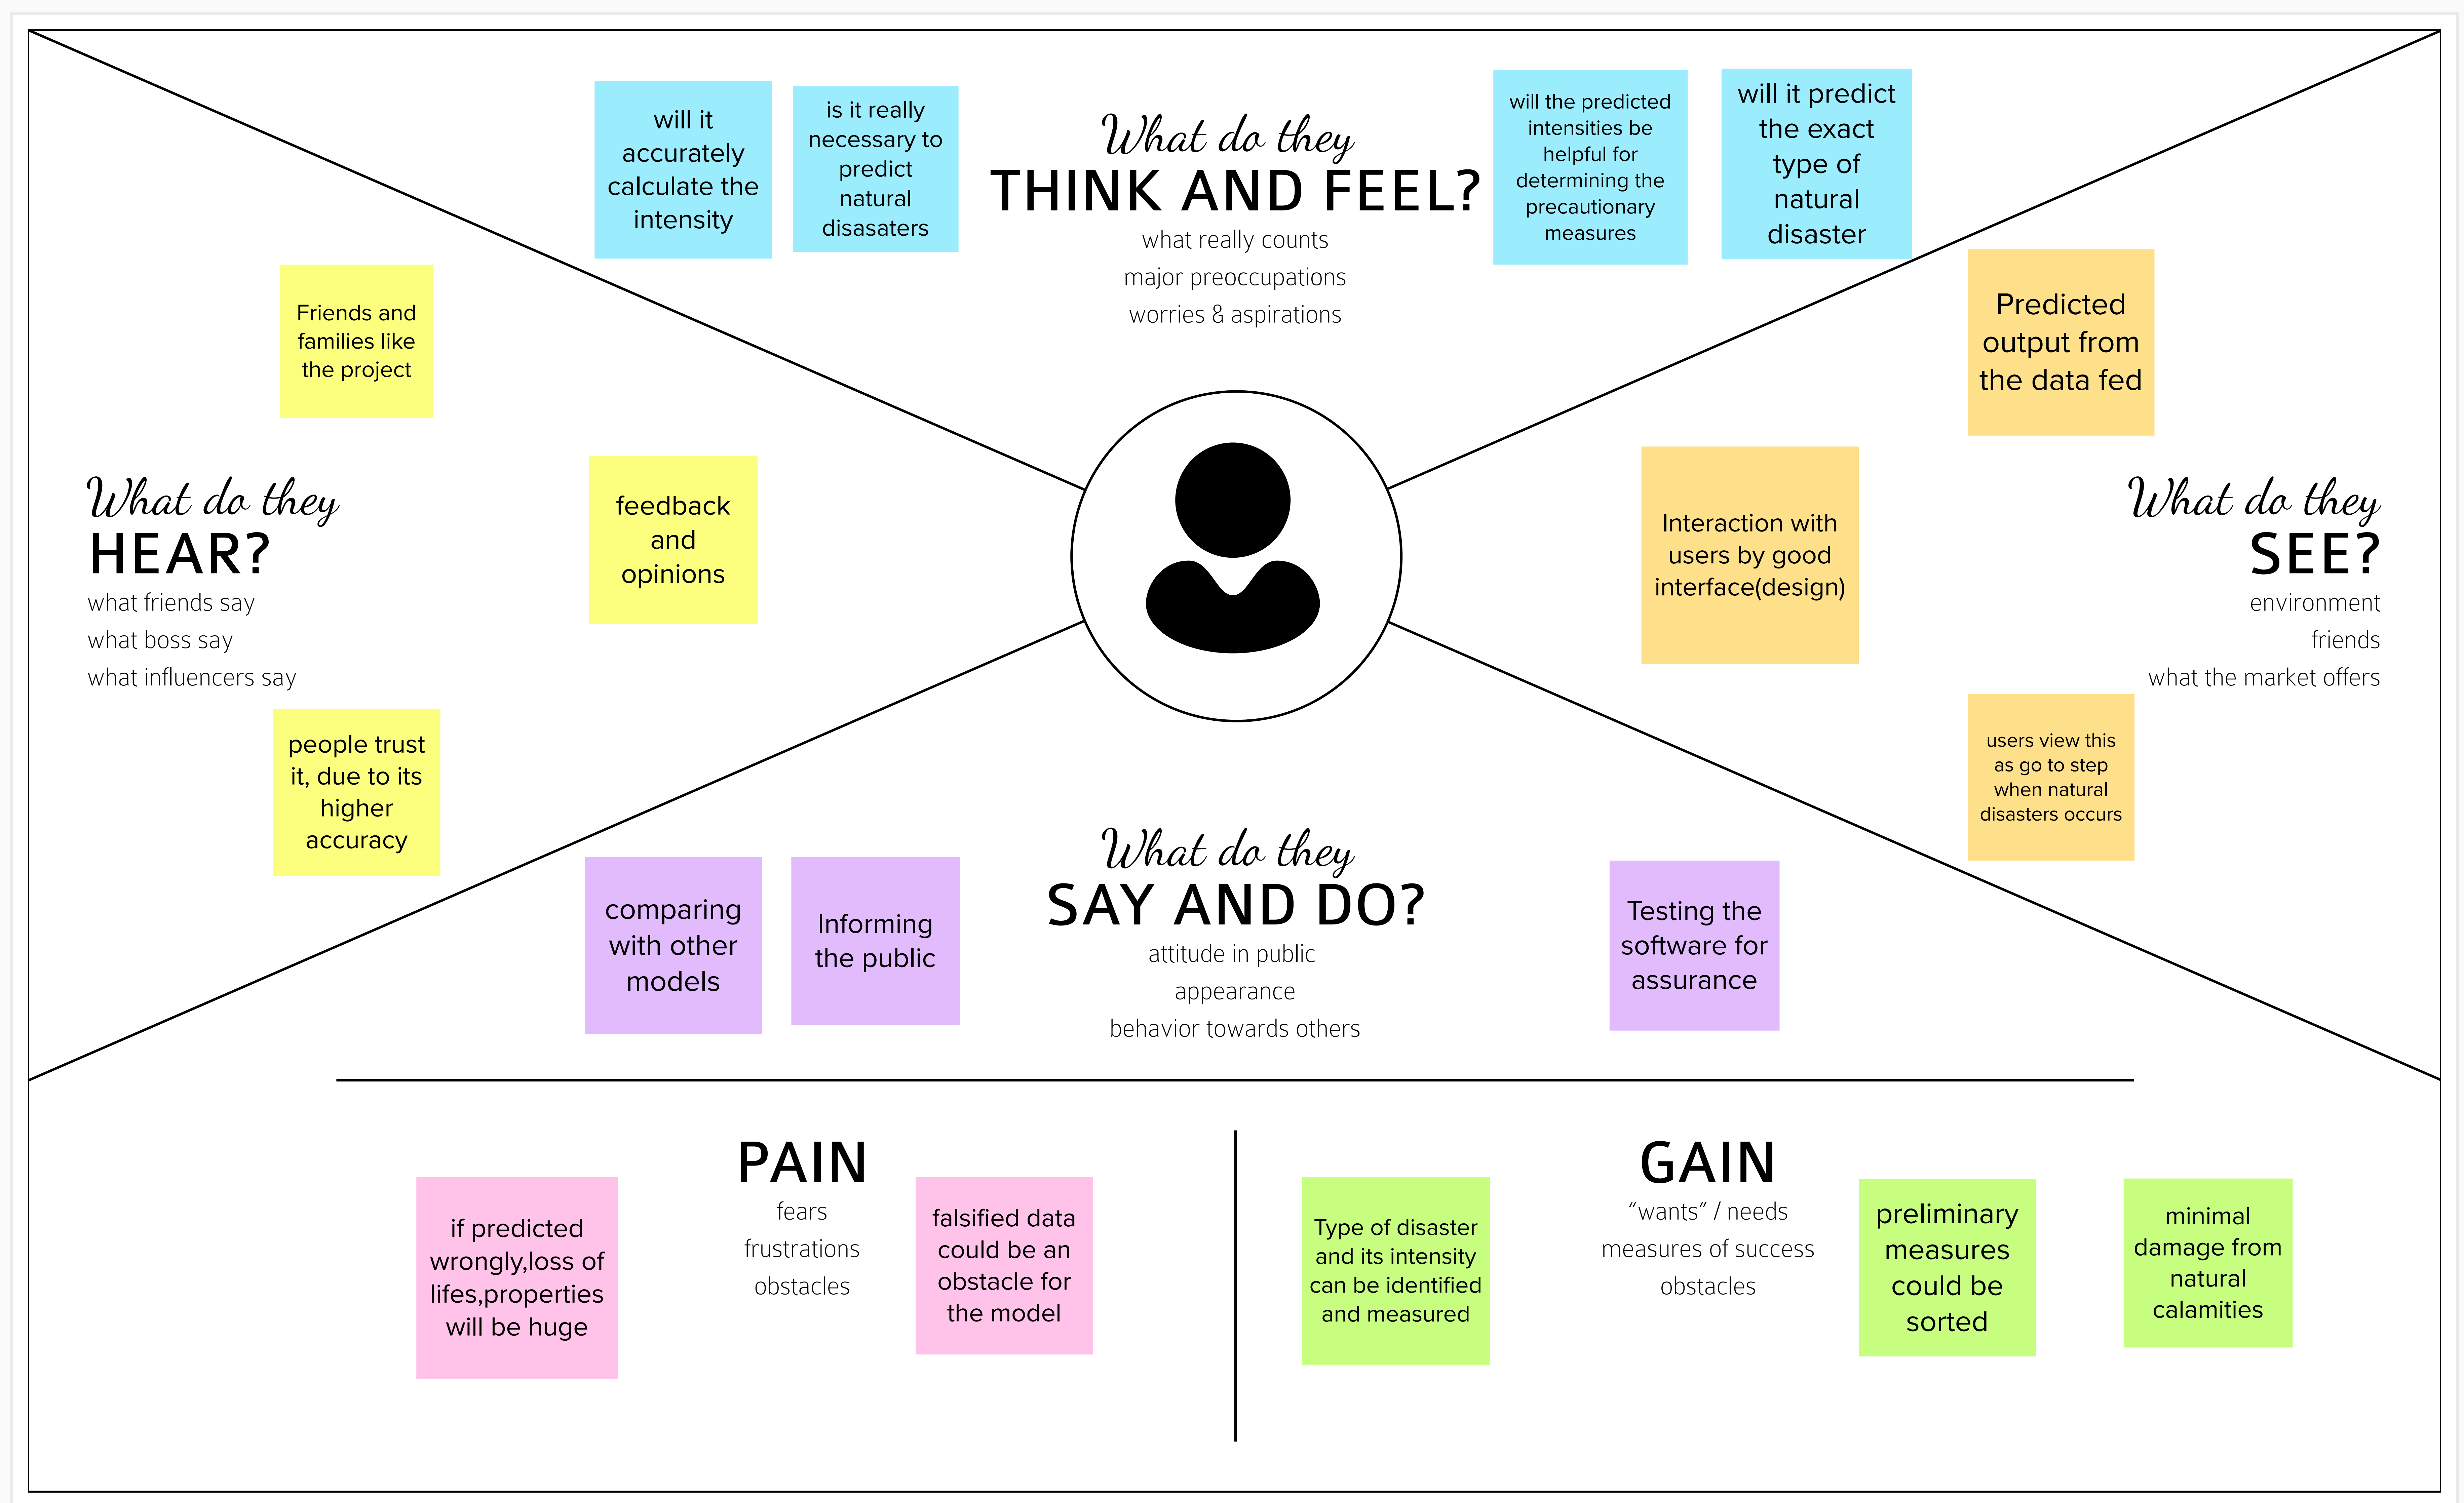 will it
accurately
calculate the
intensity
is it really
necessary to
predict
natural
disasaters
What do they
THINK AND FEEL?
what really counts
major preoccupations
worries & aspirations
will the predicted
intensities be
helpful for
determining the
precautionary
measures
will it predict
the exact
type of
natural
disaster
Friends and
families like
the project
feedback
and
opinions
What do they
HEAR?
what friends say
what boss say
what influencers say
people trust
it, due to its
higher
accuracy
Predicted
output from
the data fed
Interaction with
users by good
interface(design)
What do they
SEE?
environment
friends
what the market offers
users view this
as go to step
when natural
disasters occurs
comparing
with other
models
Informing
the public
What do they
SAY AND DO?
attitude in public
appearance
behavior towards others
Testing the
software for
assurance
PAIN
fears
frustrations
obstacles
if predicted
wrongly,loss of
lifes,properties
will be huge
falsified data
could be an
obstacle for
the model
Type of disaster
and its intensity
can be identified
and measured
GAIN
“wants” / needs
measures of success
obstacles
preliminary
measures
could be
sorted
minimal
damage from
natural
calamities